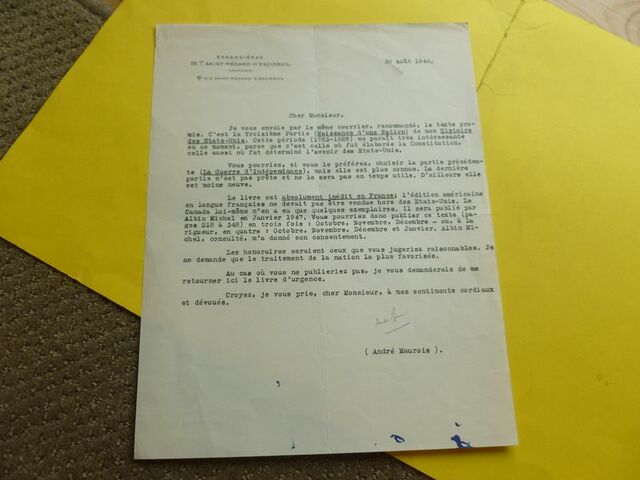 ESSENDIÉRAS
PAR ST SAINT-MÉDARD-D'EXCIDEUIL
DORDOGNE
30 Août 1946.
Cher Monsieur,
Je vous envoie par le même courrier, recommandé, le texte pro-
mis. C'est la Troisième Partie (Naissance d'une Nation) de mon Histoire
des Etats-Unis. Cette période (1782-1828) me paraît très intéressante
en ce moment, parce que c'est celle où fut élaborée la Constitution,
celle aussi où fut déterminé l'avenir des Etats-Unis.
Vous pourriez, si vous le préférez, choisir la partie précéden-
te (La Guerre d'Indépendance), mais elle est plus connue. La dernière
partie n'est pas prête et ne le sera pas en temps utile. D'ailleurs elle
est moins neuve.
Le livre est absolument inédit en France; l'édition américaine
en langue française ne devait pas être vendue hors des Etats-Unis. Le
Canada lui-même n'en a eu que quelques exemplaires. Il sera publié par
Albin Michel en Janvier 1947. Vous pourriez donc publier ce texte (pa-
ges 215 à 348) en trois fois : Octobre, Novembre, Décembre - ou, à la
rigueur, en quatre : Octobre, Novembre, Décembre et Janvier. Albin Mi-
chel, consulté, m'a donné son consentement.
Les honoraires seraient ceux que vous jugeriez raisonnables. Je
ne demande que le traitement de la nation la plus favorisée.
Au cas où vous ne publieriez pas, je vous demanderais de me
retourner ici le livre d'urgence.
Croyez, je vous prie, cher Monsieur, à mes sentiments cordiaux
et dévoués.
( André Maurois ).